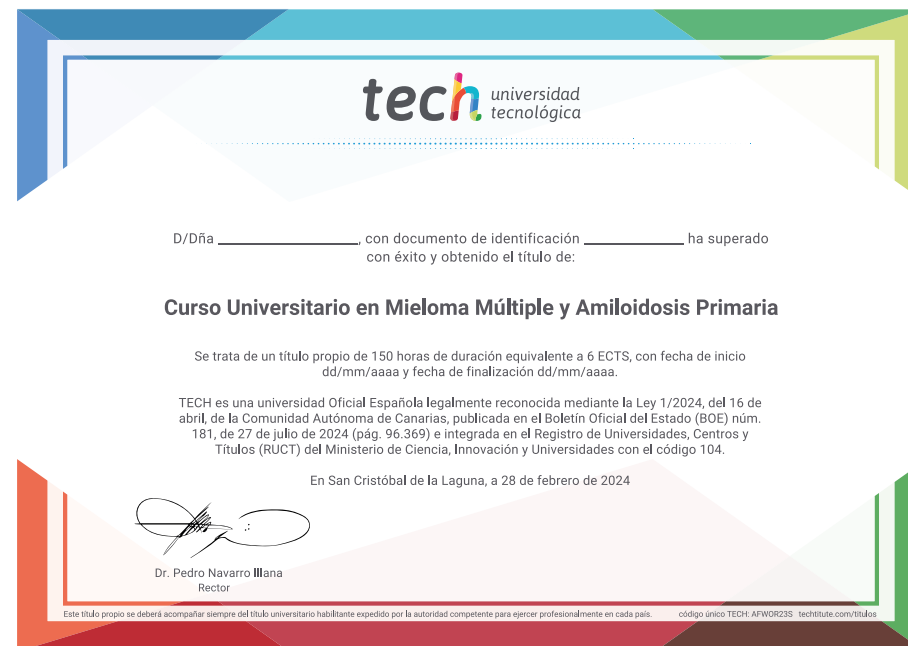 tech universidad
tecnológica
D/Dña ______________, con documento de identificación __________ ha superado
con éxito y obtenido el título de:
Curso Universitario en Mieloma Múltiple y Amiloidosis Primaria
Se trata de un título propio de 150 horas de duración equivalente a 6 ECTS, con fecha de inicio
dd/mm/aaaa y fecha de finalización dd/mm/aaaa.
TECH es una universidad Oficial Española legalmente reconocida mediante la Ley 1/2024, del 16 de
abril, de la Comunidad Autónoma de Canarias, publicada en el Boletín Oficial del Estado (BOE) núm.
181, de 27 de julio de 2024 (pág. 96.369) e integrada en el Registro de Universidades, Centros y
Títulos (RUCT) del Ministerio de Ciencia, Innovación y Universidades con el código 104.
En San Cristóbal de la Laguna, a 28 de febrero de 2024
Dr. Pedro Navarro Illana
Rector
Este título propio se deberá acompañar siempre del título universitario habilitante expedido por la autoridad competente para ejercer profesionalmente en cada país. código único TECH: AFWOR23S techtitute.com/titulos